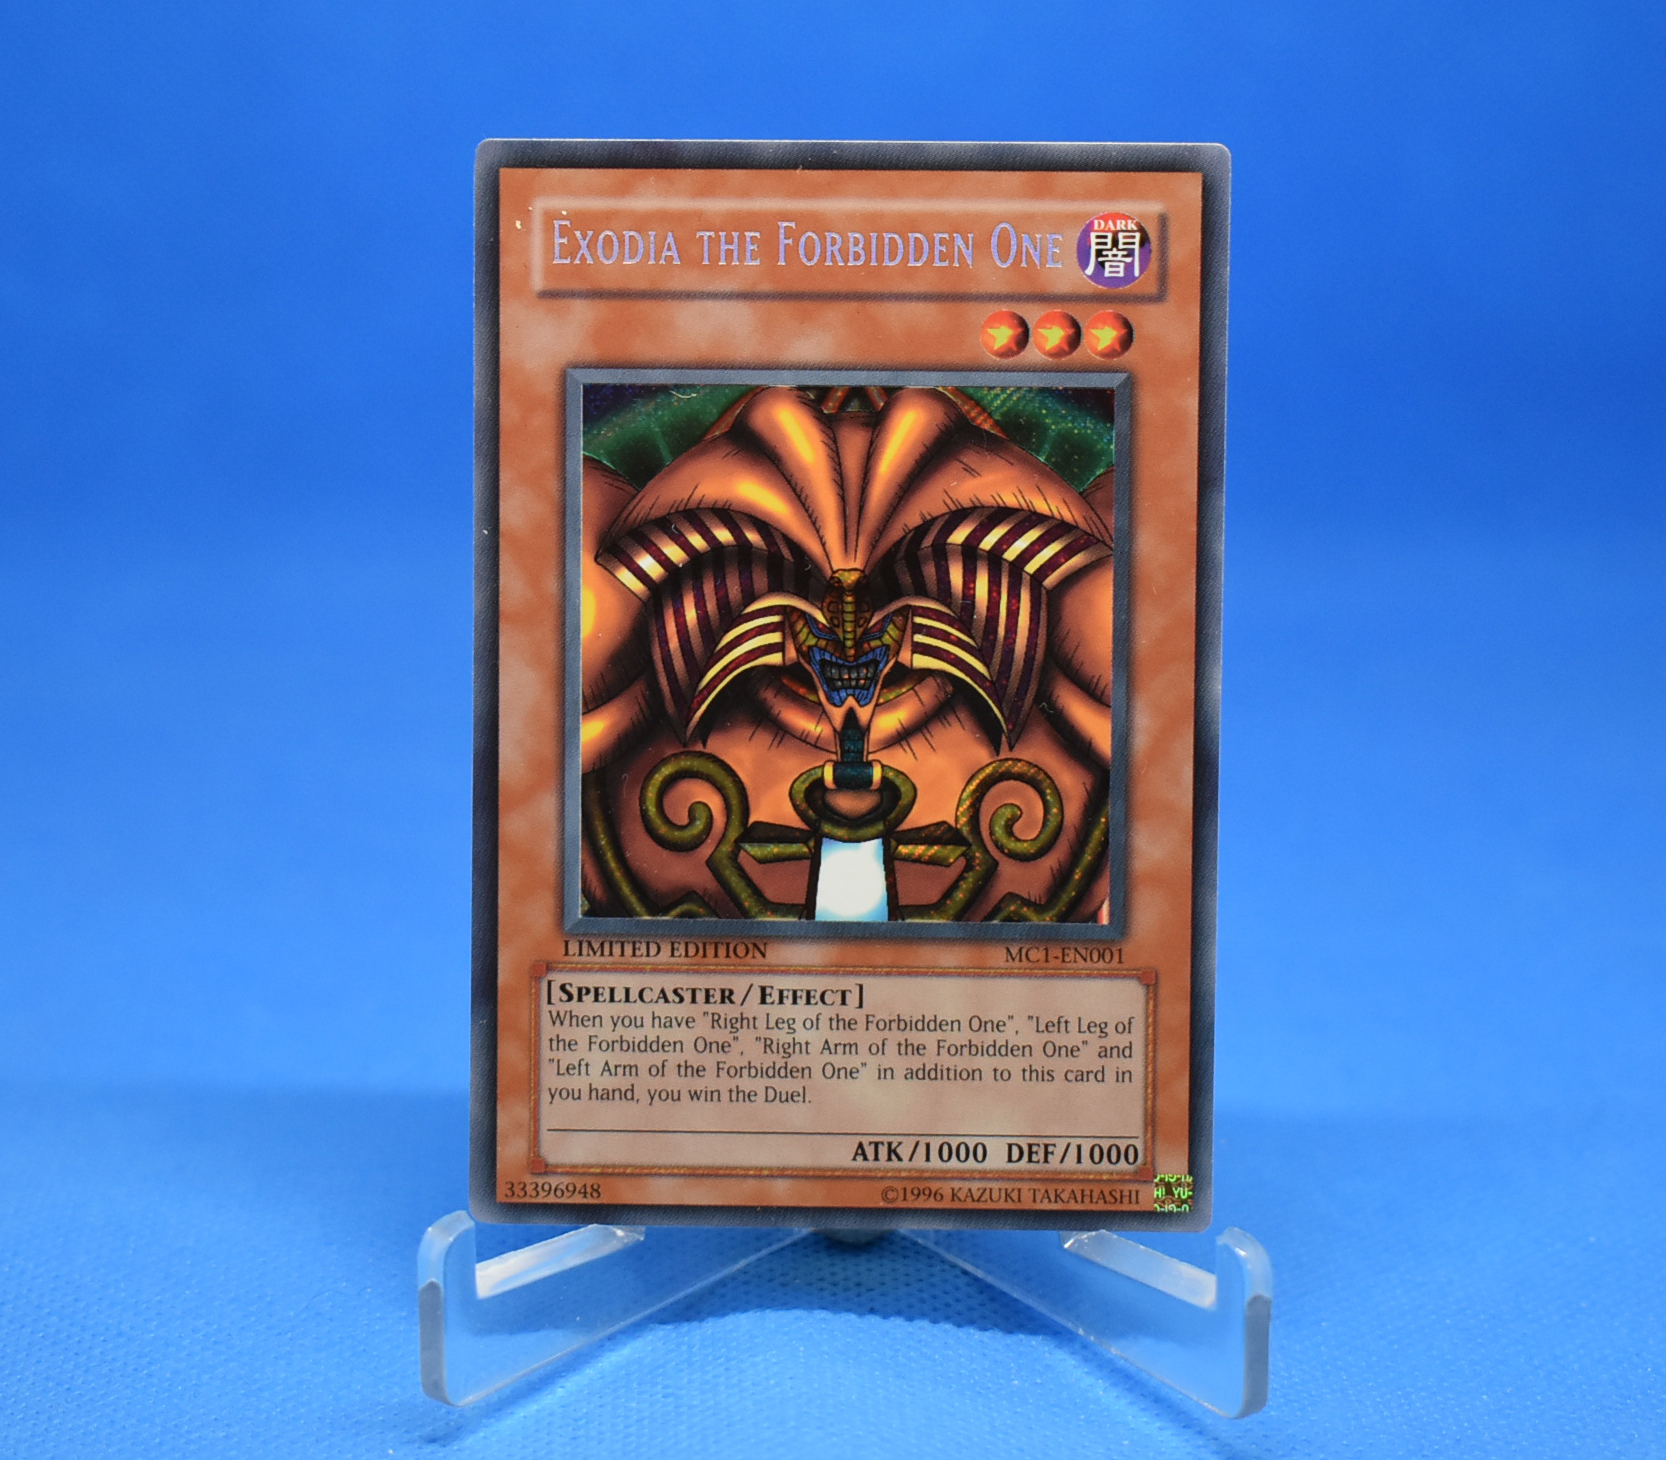 EXODIA THE FORBIDDEN ONE
DARK
闇
LIMITED EDITION
MC1-EN001
[SPELLCASTER/EFFECT]
When you have "Right Leg of the Forbidden One", "Left Leg of
the Forbidden One", "Right Arm of the Forbidden One" and
"Left Arm of the Forbidden One" in addition to this card in
you hand, you win the Duel.
ATK/1000 DEF/1000
33396948
©1996 KAZUKI TAKAHASHI